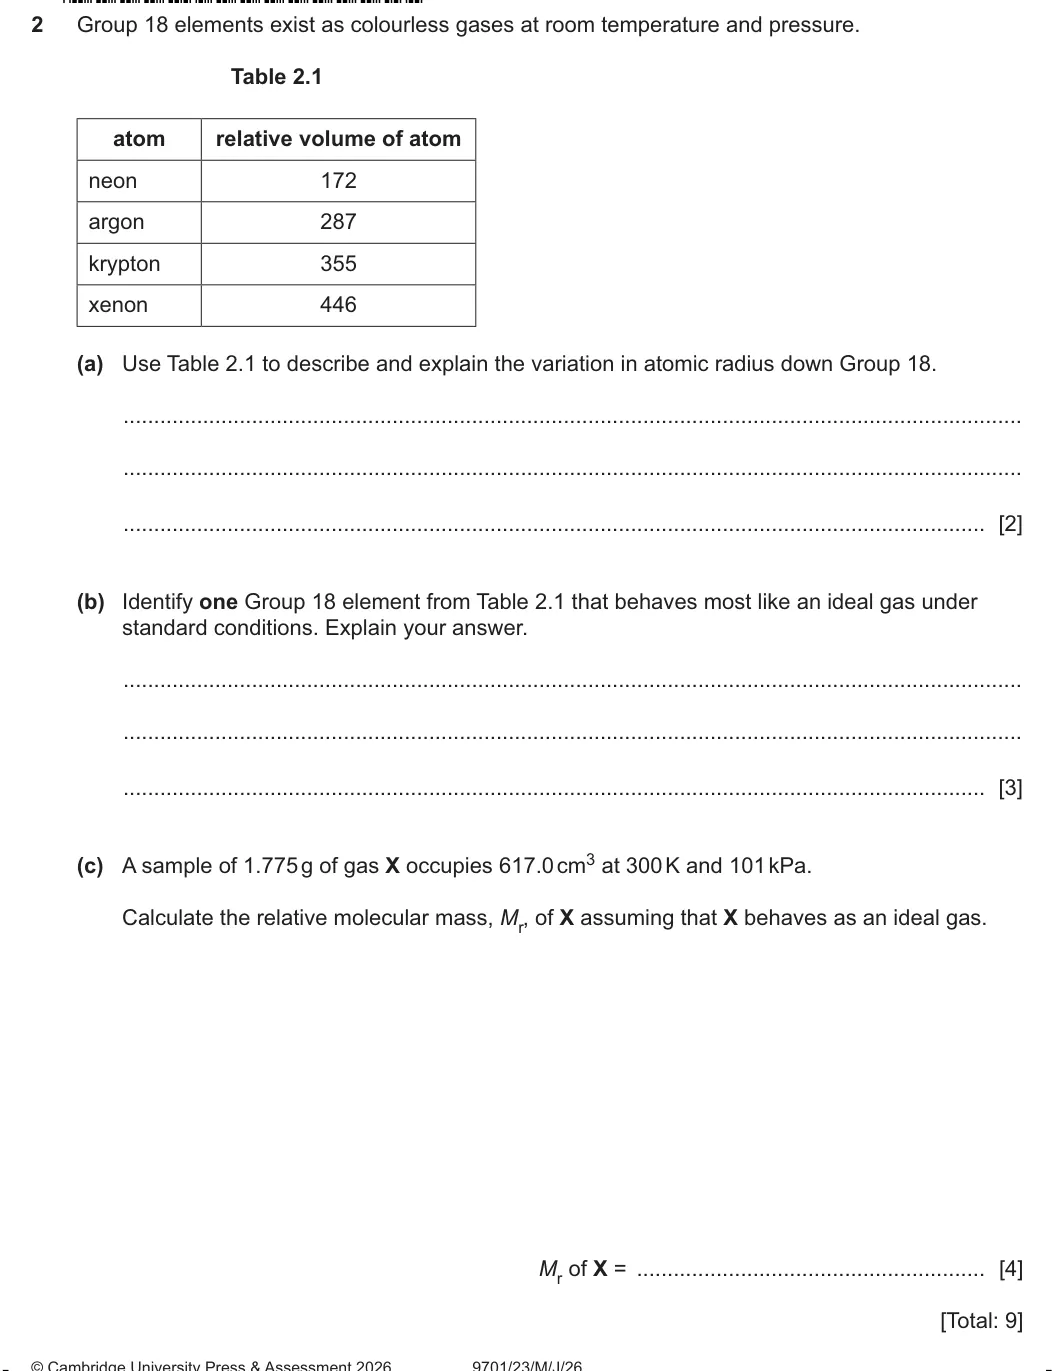 2 Group 18 elements exist as colourless gases at room temperature and pressure.
Table 2.1
atom relative volume of atom
neon 172
argon 287
krypton 355
xenon 446
(a) Use Table 2.1 to describe and explain the variation in atomic radius down Group 18.
[2]
(b) Identify one Group 18 element from Table 2.1 that behaves most like an ideal gas under
standard conditions. Explain your answer.
[3]
(c) A sample of 1.775 g of gas X occupies 617.0 cm³ at 300 K and 101 kPa.
Calculate the relative molecular mass, Mᵣ, of X assuming that X behaves as an ideal gas.
Mᵣ of X = [4]
[Total: 9]
© Cambridge University Press & Assessment 2026 9701/23/M/J/26